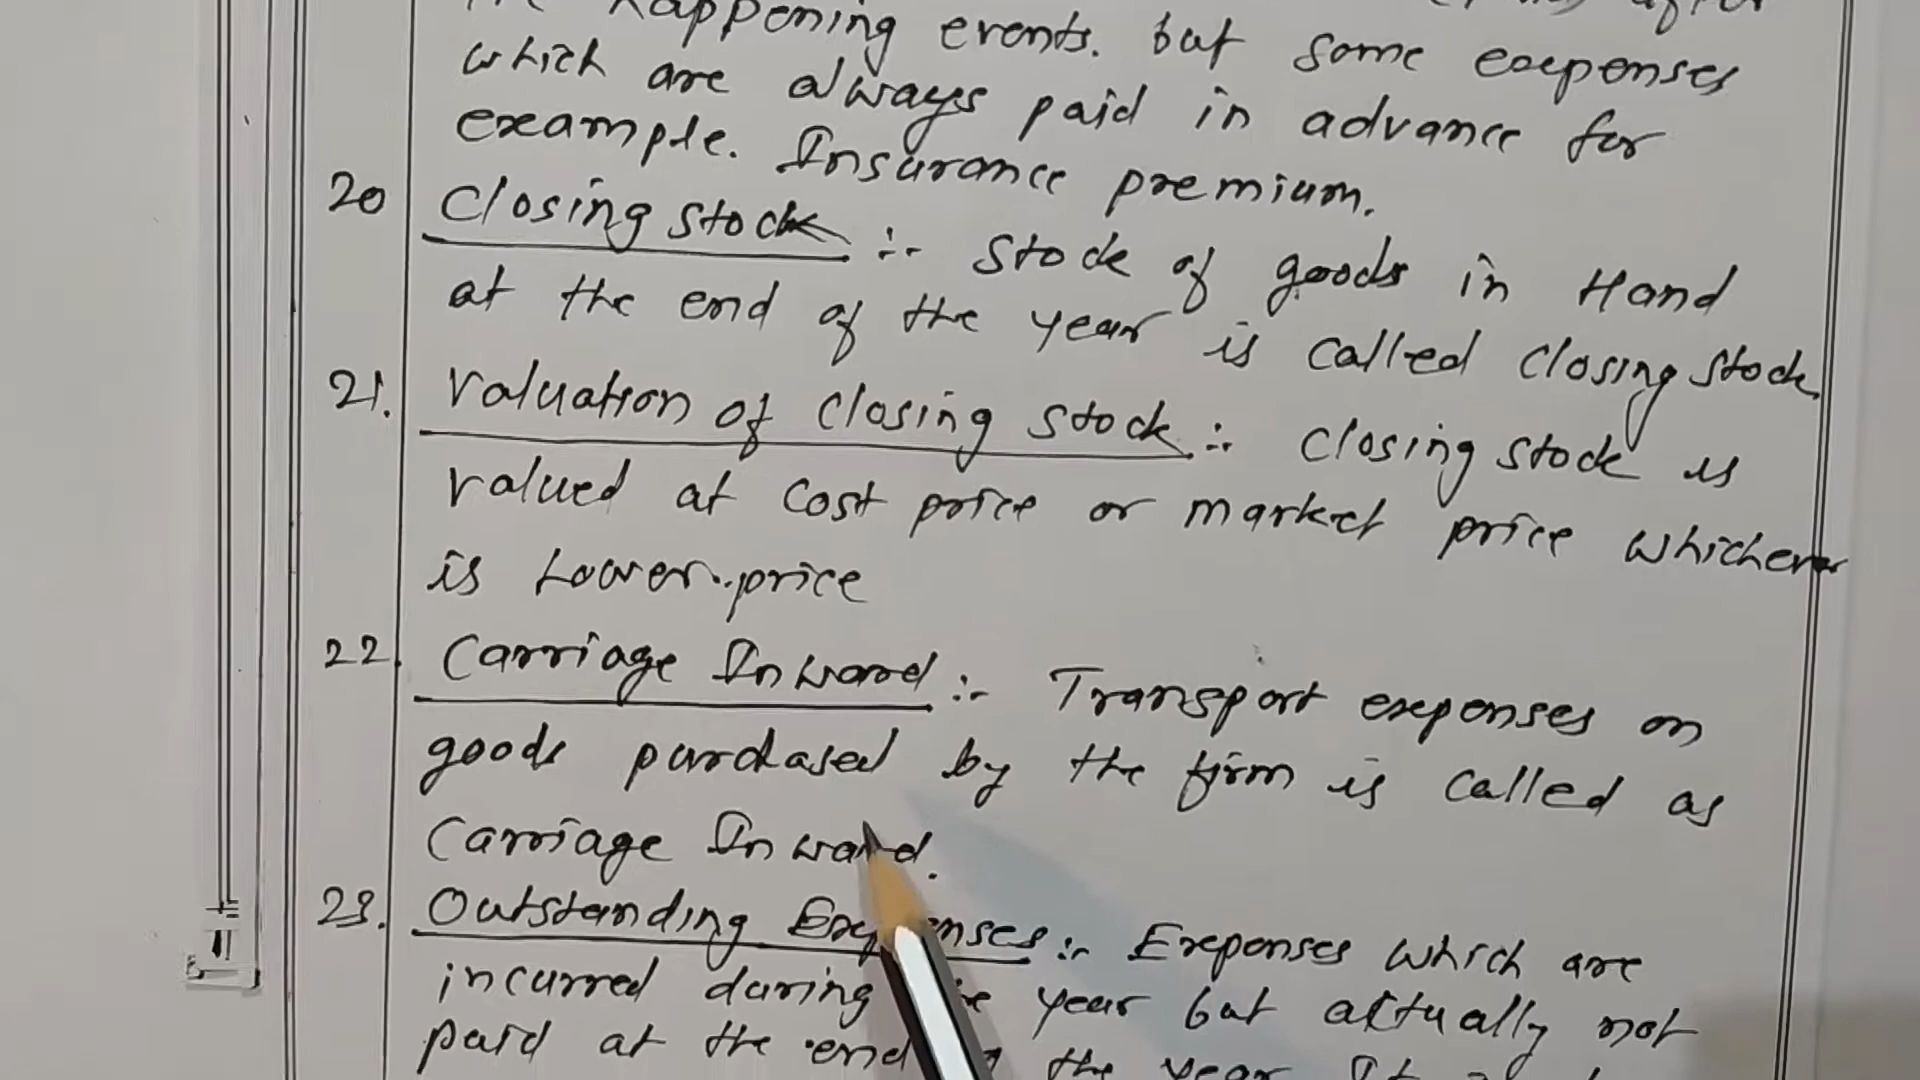 happening events. but some expenses
which are always paid in advance for
example. Insurance premium.
20 Closing stock :- Stock of goods in Hand
at the end of the year is called closing stock
21. Valuation of closing stock :- closing stock is
valued at cost price or market price whichever
is Lower price
22. Carriage Inward :- Transport expenses on
goods purchased by the firm is called as
Carriage Inward.
23. Outstanding Expenses :- Expenses which are
incurred during year but actually not
paid at the end the year It